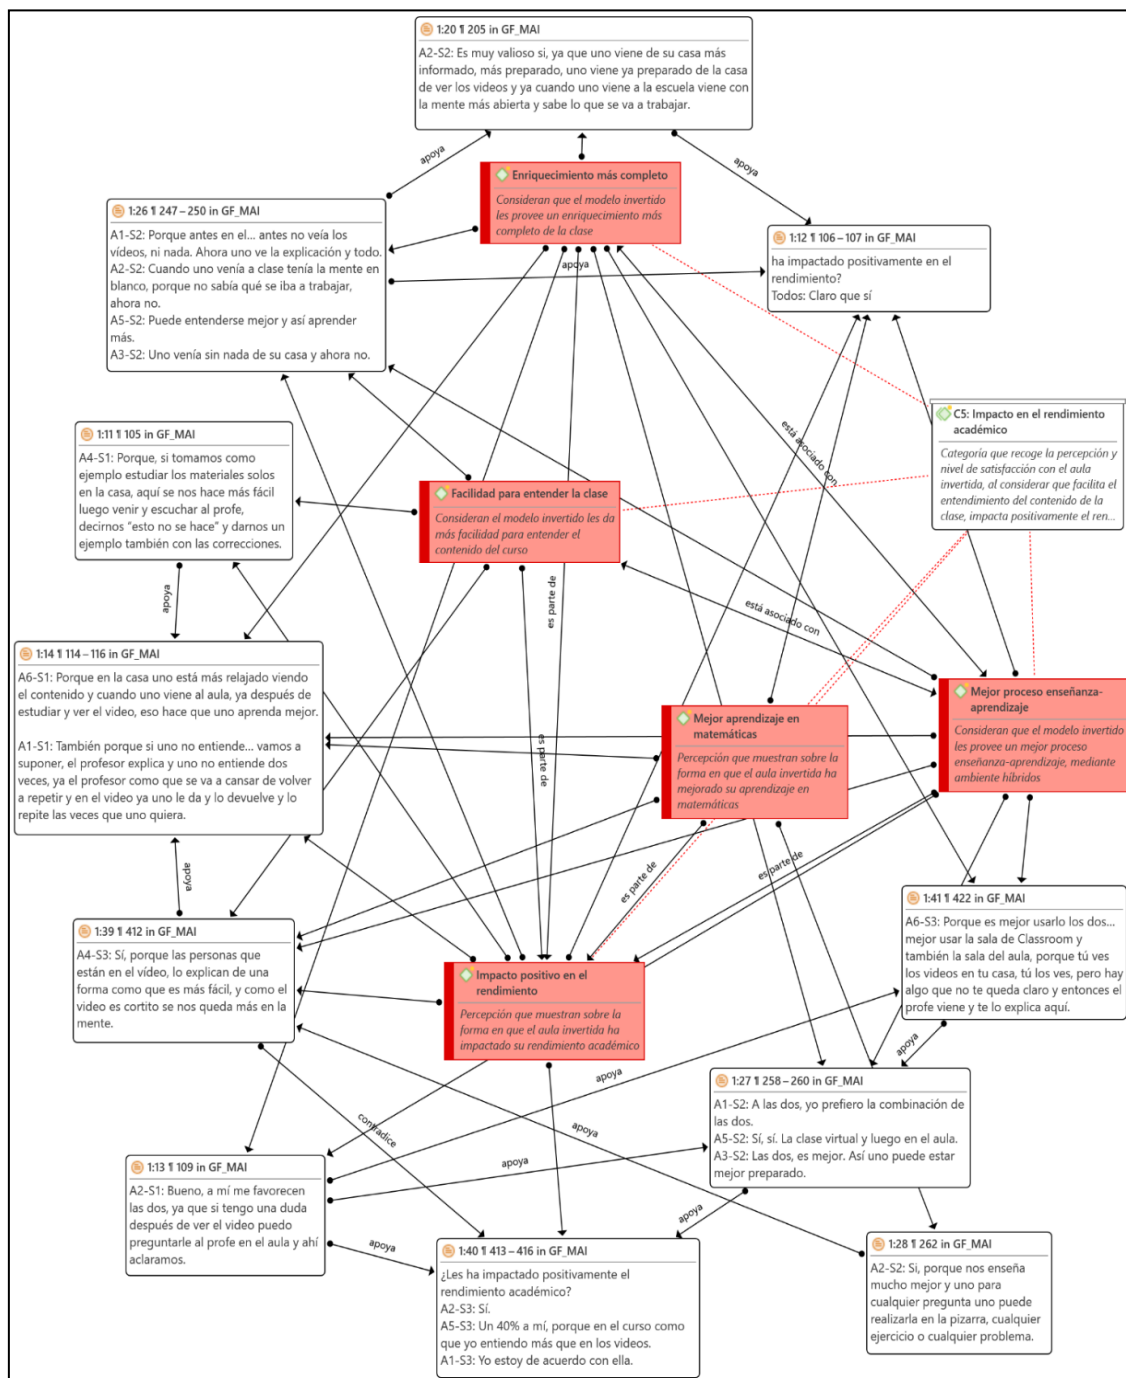 1:20 ¶ 205 in GF_MAI
A2-S2: Es muy valioso si, ya que uno viene de su casa más
informado, más preparado, uno viene ya preparado de la casa
de ver los videos y ya cuando uno viene a la escuela viene con
la mente más abierta y sabe lo que se va a trabajar.
apoya
apoya
Enriquecimiento más completo
Consideran que el modelo invertido
les provee un enriquecimiento más
completo de la clase
1:26 ¶ 247 – 250 in GF_MAI
A1-S2: Porque antes en el... antes no veía los
vídeos, ni nada. Ahora uno ve la explicación y todo.
A2-S2: Cuando uno venía a clase tenía la mente en
blanco, porque no sabía qué se iba a trabajar,
ahora no.
A5-S2: Puede entenderse mejor y así aprender
más.
A3-S2: Uno venía sin nada de su casa y ahora no.
apoya
1:12 ¶ 106 – 107 in GF_MAI
ha impactado positivamente en el
rendimiento?
Todos: Claro que sí
C5: Impacto en el rendimiento
académico
Categoría que recoge la percepción y
nivel de satisfacción con el aula
invertida, al considerar que facilita el
entendimiento del contenido de la
clase, impacta positivamente el ren...
está asociado con
1:11 ¶ 105 in GF_MAI
A4-S1: Porque, si tomamos como
ejemplo estudiar los materiales solos
en la casa, aquí se nos hace más fácil
luego venir y escuchar al profe,
decirnos “esto no se hace” y darnos un
ejemplo también con las correcciones.
Facilidad para entender la clase
Consideran el modelo invertido les da
más facilidad para entender el
contenido del curso
apoya
es parte de
está asociado con
1:14 ¶ 114 – 116 in GF_MAI
A6-S1: Porque en la casa uno está más relajado viendo
el contenido y cuando uno viene al aula, ya después de
estudiar y ver el video, eso hace que uno aprenda mejor.
A1-S1: También porque si uno no entiende... vamos a
suponer, el profesor explica y uno no entiende dos
veces, ya el profesor como que se va a cansar de volver
a repetir y en el video ya uno le da y lo devuelve y lo
repite las veces que uno quiera.
Mejor aprendizaje en
matemáticas
Percepción que muestran sobre la
forma en que el aula invertida ha
mejorado su aprendizaje en
matemáticas
Mejor proceso enseñanza-
aprendizaje
Consideran que el modelo invertido
les provee un mejor proceso
enseñanza-aprendizaje, mediante
ambiente híbridos
es parte de
apoya
es parte de
es parte de
1:39 ¶ 412 in GF_MAI
A4-S3: Sí, porque las personas que
están en el vídeo, lo explican de una
forma como que es más fácil, y como el
video es cortito se nos queda más en la
mente.
1:41 ¶ 422 in GF_MAI
A6-S3: Porque es mejor usarlo los dos...
mejor usar la sala de Classroom y
también la sala del aula, porque tú ves
los videos en tu casa, tú los ves, pero hay
algo que no te queda claro y entonces el
profe viene y te lo explica aquí.
Impacto positivo en el
rendimiento
Percepción que muestran sobre la
forma en que el aula invertida ha
impactado su rendimiento académico
apoya
apoya
contradice
apoya
1:27 ¶ 258 – 260 in GF_MAI
A1-S2: A las dos, yo prefiero la combinación de
las dos.
A5-S2: Sí, sí. La clase virtual y luego en el aula.
A3-S2: Las dos, es mejor. Así uno puede estar
mejor preparado.
apoya
1:13 ¶ 109 in GF_MAI
A2-S1: Bueno, a mí me favorecen
las dos, ya que si tengo una duda
después de ver el video puedo
preguntarle al profe en el aula y ahí
aclaramos.
apoya
apoya
1:40 ¶ 413 – 416 in GF_MAI
¿Les ha impactado positivamente el
rendimiento académico?
A2-S3: Sí.
A5-S3: Un 40% a mí, porque en el curso como
que yo entiendo más que en los videos.
A1-S3: Yo estoy de acuerdo con ella.
1:28 ¶ 262 in GF_MAI
A2-S2: Si, porque nos enseña
mucho mejor y uno para
cualquier pregunta uno puede
realizarla en la pizarra, cualquier
ejercicio o cualquier problema.